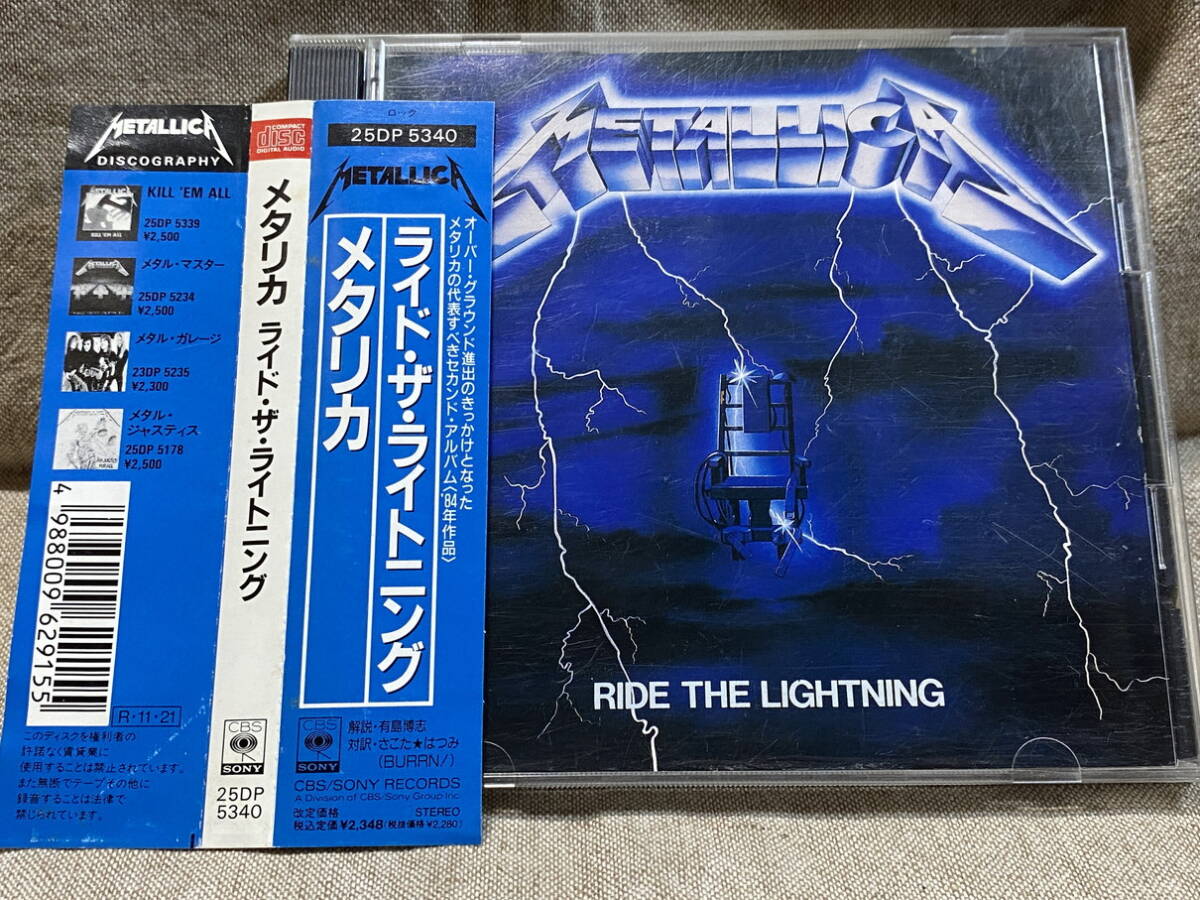 METALLICA
DISCOGRAPHY
KILL 'EM ALL
25DP 5339
¥2,500
メタル・マスター
25DP 5234
¥2,500
メタル・ガレージ
23DP 5235
¥2,300
メタル・
ジャスティス
25DP 5178
¥2,500
4 988009 629155
R・11・21
このディスクを権利者の
許諾なく賃貸業に
使用することは禁止されています。
また無断でテープその他に
録音することは法律で
禁じられています。
COMPACT
disc
DIGITAL AUDIO
メタリカ ライド・ザ・ライトニング
CBS
SONY
25DP
5340
ロック
25DP 5340
METALLICA
オーバー・グラウンド進出のきっかけとなった
メタリカの代表すべきセカンド・アルバム〈'84年作品〉
ライド・ザ・ライトニング
メタリカ
CBS
SONY
解説・有島博志
対訳・さこた★はつみ
(BURRN!)
CBS/SONY RECORDS
A Division of CBS/Sony Group Inc.
改定価格 STEREO
税込定価¥2,348(税抜価格¥2,280)
METALLICA
RIDE THE LIGHTNING